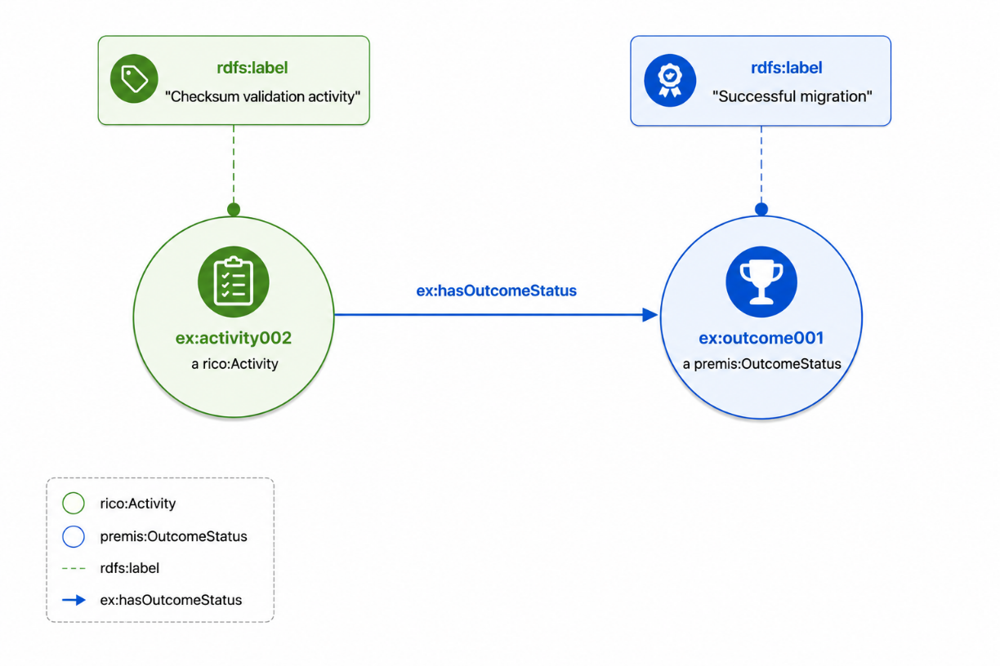 rdfs:label
"Checksum validation activity"
rdfs:label
"Successful migration"
ex:hasOutcomeStatus
ex:activity002
a rico:Activity
ex:outcome001
a premis:OutcomeStatus
rico:Activity
premis:OutcomeStatus
rdfs:label
ex:hasOutcomeStatus